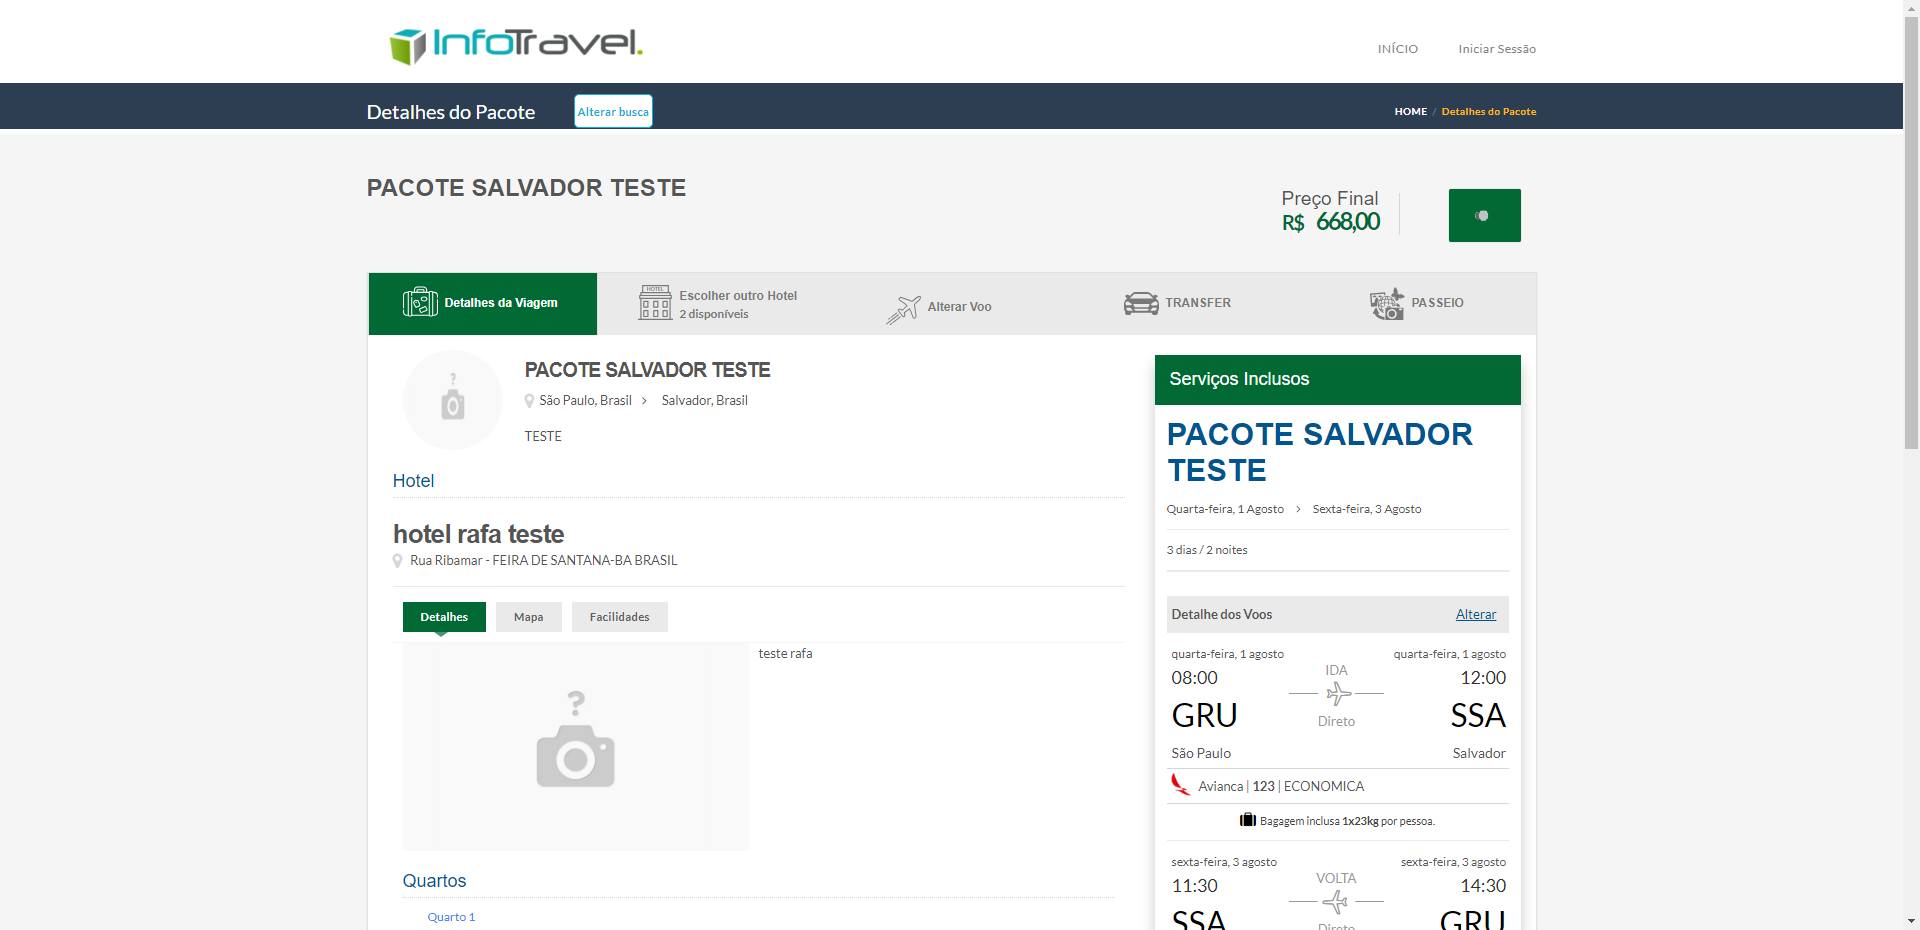 InfoTravel.
INÍCIO
Iniciar Sessão
Detalhes do Pacote
Alterar busca
HOME / Detalhes do Pacote
PACOTE SALVADOR TESTE
Preço Final
R$ 668,00
Detalhes da Viagem
HOTEL
Escolher outro Hotel
2 disponíveis
Alterar Voo
TRANSFER
PASSEIO
?
PACOTE SALVADOR TESTE
São Paulo, Brasil > Salvador, Brasil
TESTE
Hotel
hotel rafa teste
Rua Ribamar - FEIRA DE SANTANA-BA BRASIL
Detalhes
Mapa
Facilidades
?
teste rafa
Quartos
Quarto 1
Serviços Inclusos
PACOTE SALVADOR
TESTE
Quarta-feira, 1 Agosto > Sexta-feira, 3 Agosto
3 dias / 2 noites
Detalhe dos Voos
Alterar
quarta-feira, 1 agosto
quarta-feira, 1 agosto
IDA
08:00
12:00
GRU
SSA
Direto
São Paulo
Salvador
Avianca | 123 | ECONOMICA
Bagagem inclusa 1x23kg por pessoa.
sexta-feira, 3 agosto
sexta-feira, 3 agosto
VOLTA
11:30
14:30
SSA
GRU
Direto